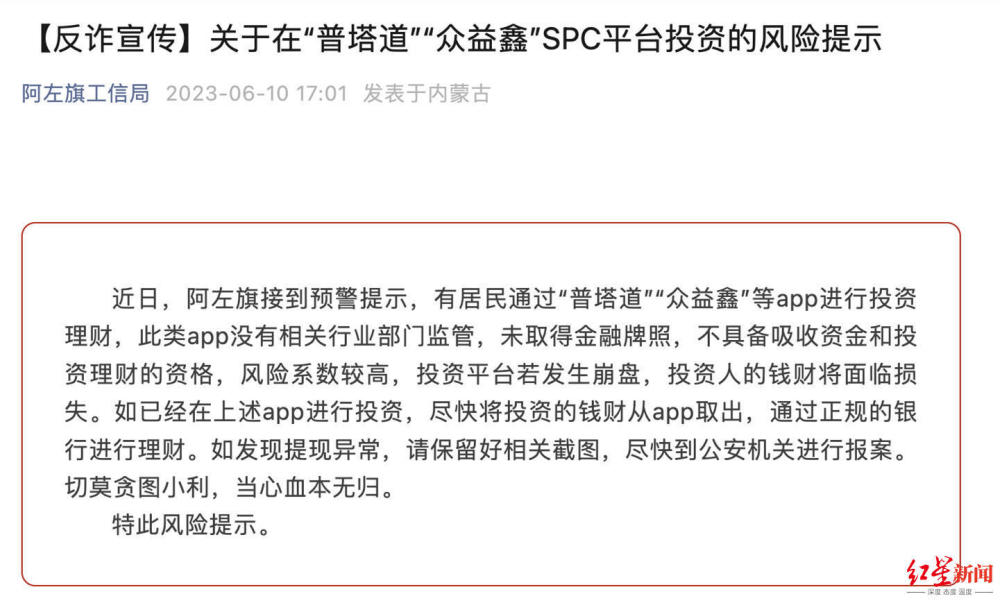 【反诈宣传】关于在“普塔道”“众益鑫”SPC平台投资的风险提示
阿左旗工信局 2023-06-10 17:01 发表于内蒙古
近日，阿左旗接到预警提示，有居民通过“普塔道”“众益鑫”等app进行投资
理财，此类app没有相关行业部门监管，未取得金融牌照，不具备吸收资金和投
资理财的资格，风险系数较高，投资平台若发生崩盘，投资人的钱财将面临损
失。如已经在上述app进行投资，尽快将投资的钱财从app取出，通过正规的银
行进行理财。如发现提现异常，请保留好相关截图，尽快到公安机关进行报案。
切莫贪图小利，当心血本无归。
特此风险提示。
红星新闻
深度 态度 温度